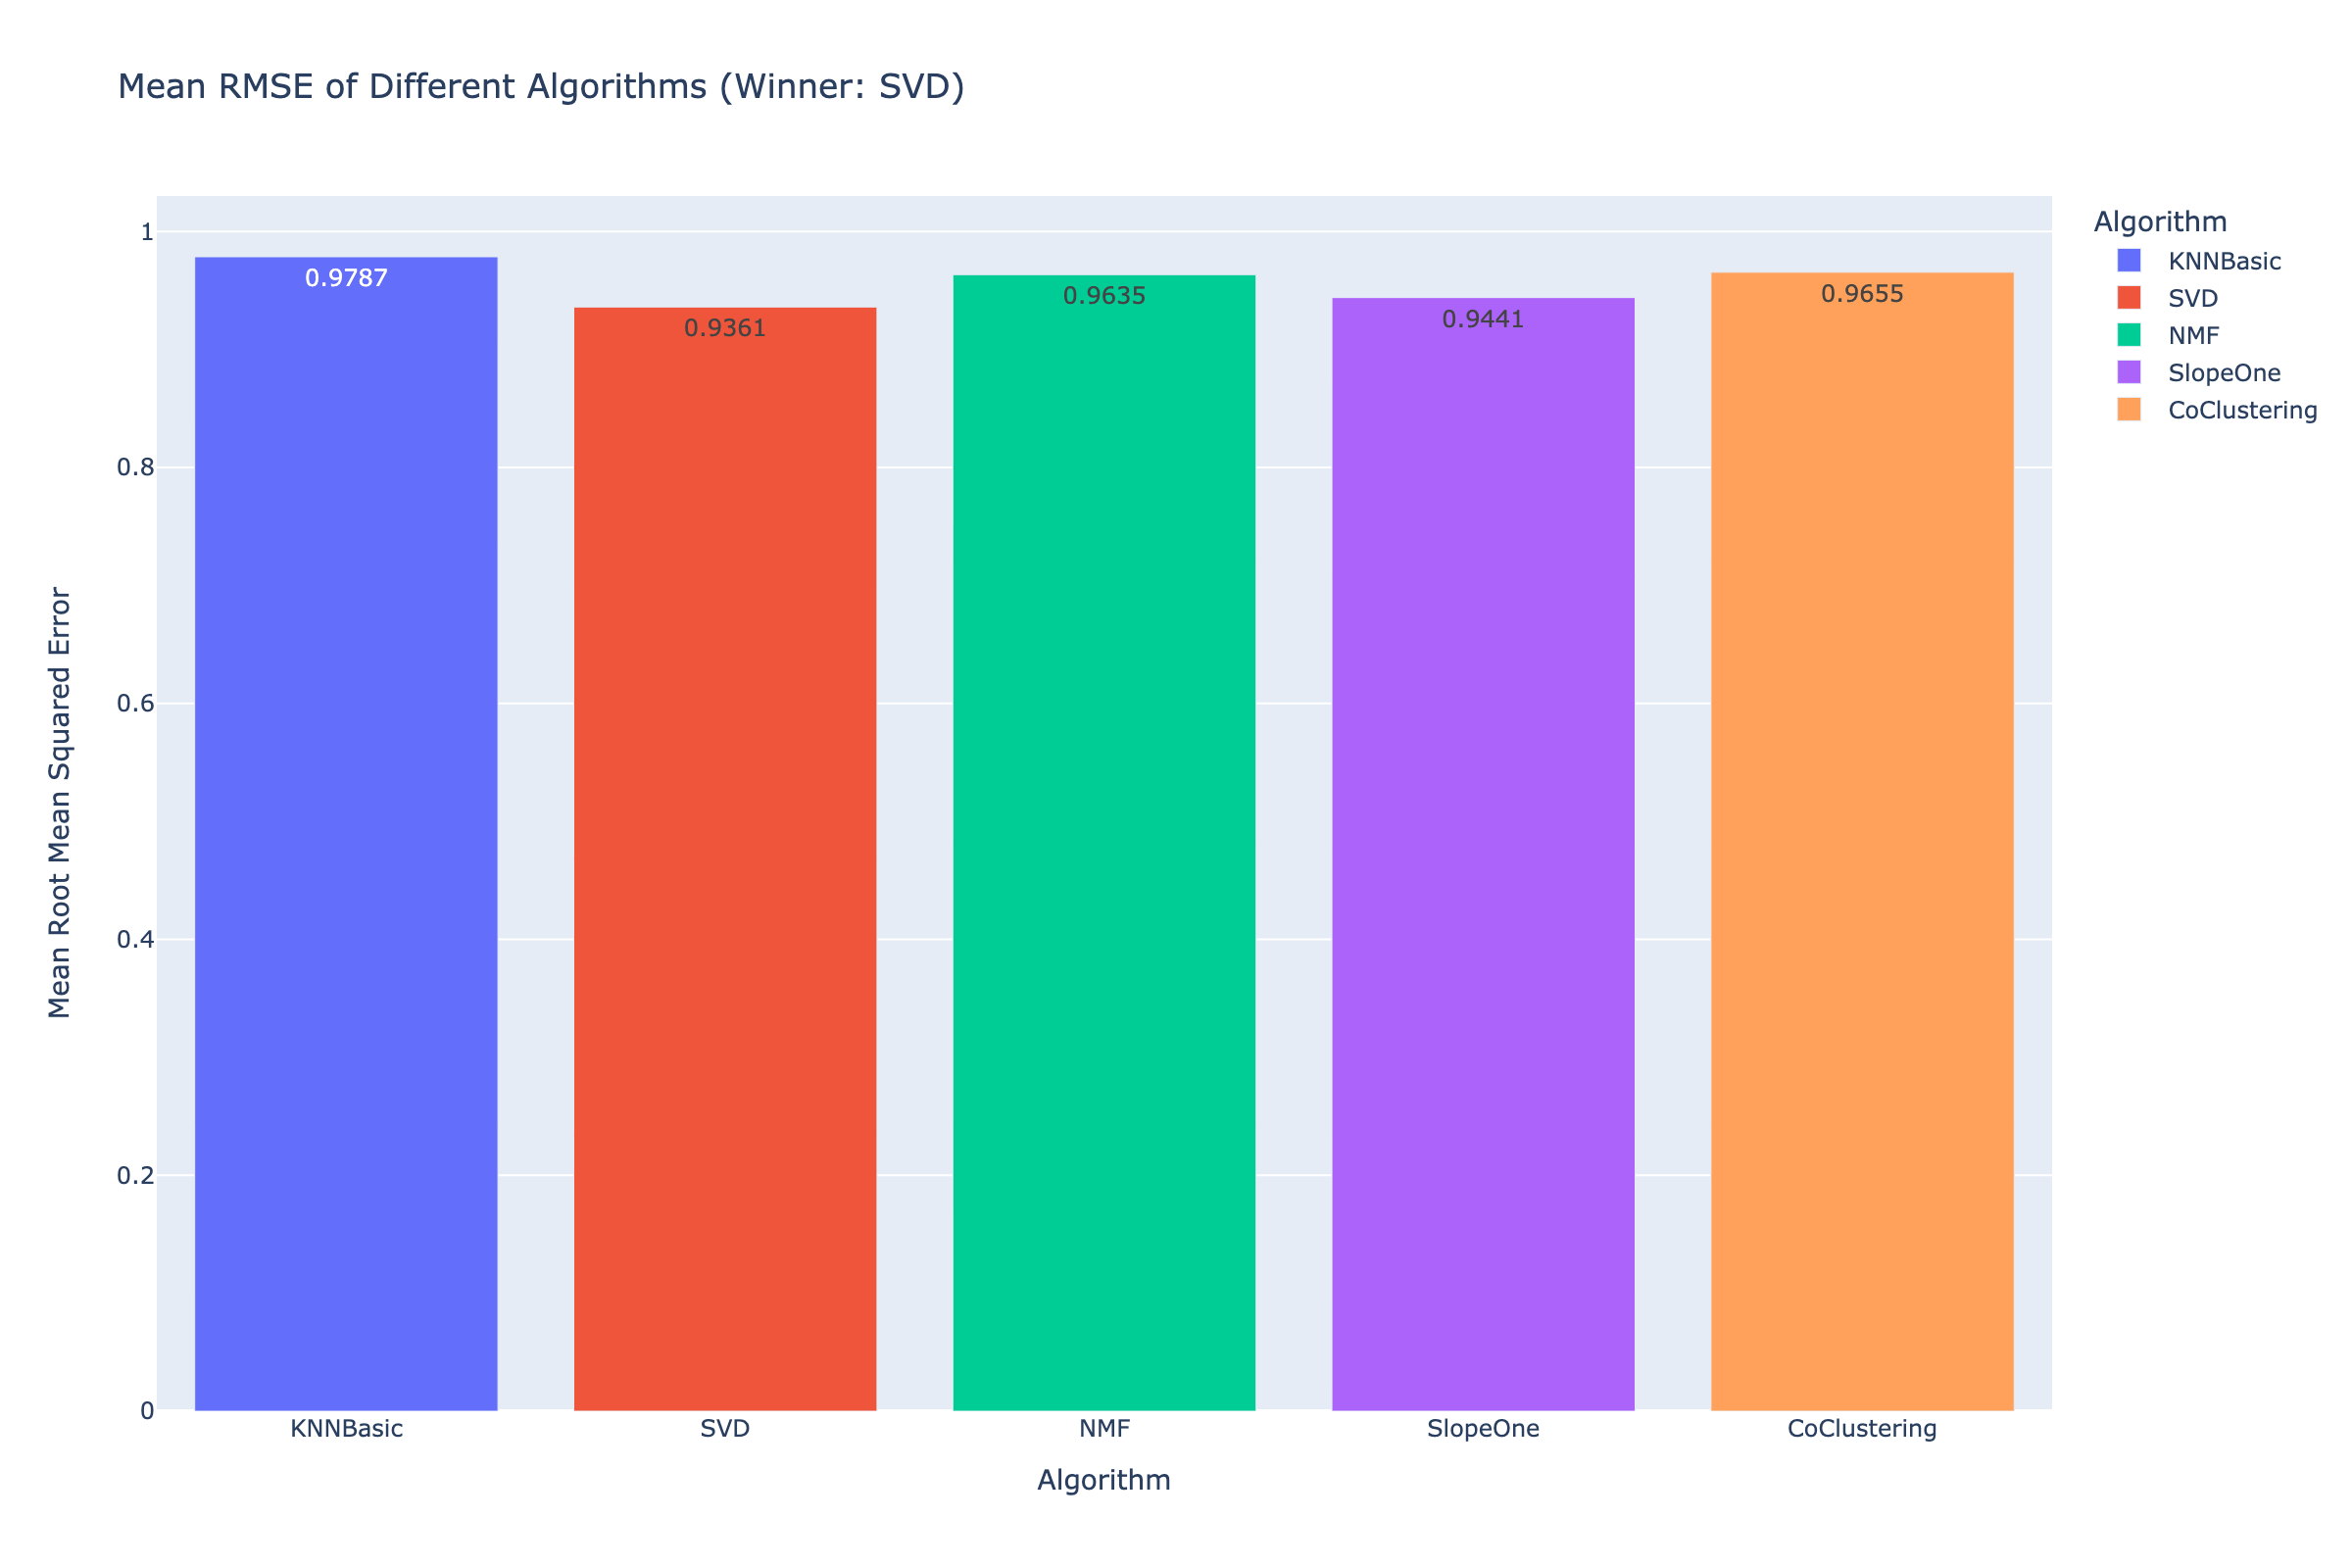 Mean RMSE of Different Algorithms (Winner: SVD)
Mean Root Mean Squared Error
1
0.8
0.6
0.4
0.2
0
0.9787
0.9361
0.9635
0.9441
0.9655
KNNBasic
SVD
NMF
SlopeOne
CoClustering
Algorithm
Algorithm
KNNBasic
SVD
NMF
SlopeOne
CoClustering